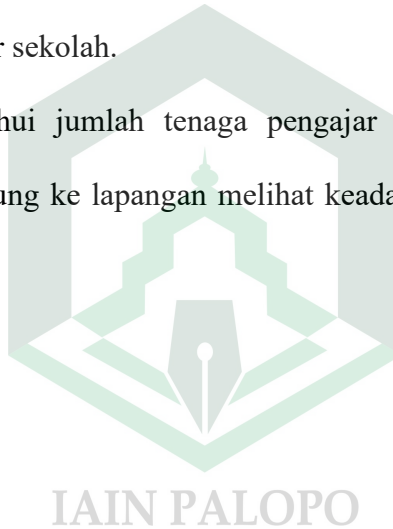 r sekolah.
hui jumlah tenaga pengajar
ung ke lapangan melihat keada
IAIN PALOPO